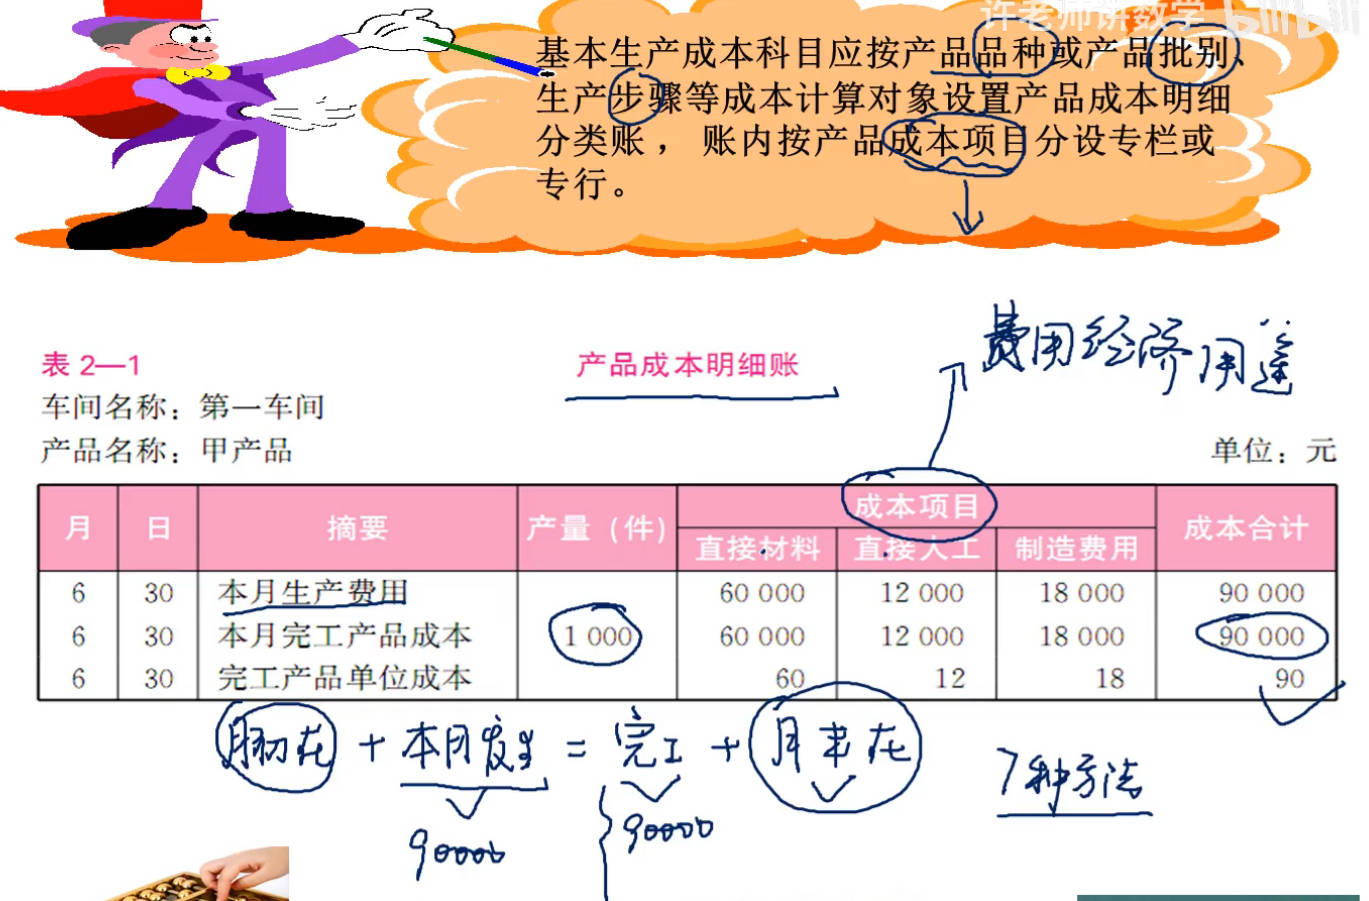 许老师讲数学 bilibili
基本生产成本科目应按产品品种或产品批别、
生产步骤等成本计算对象设置产品成本明细
分类账， 账内按产品成本项目分设专栏或
专行。
费用经济用途
表 2—1 产品成本明细账
车间名称：第一车间
产品名称：甲产品 单位：元
月 日 摘要 产量（件） 成本项目 成本合计
直接材料 直接人工 制造费用
6 30 本月生产费用 60 000 12 000 18 000 90 000
6 30 本月完工产品成本 1 000 60 000 12 000 18 000 90 000
6 30 完工产品单位成本 60 12 18 90
月初在 + 本月发生 = 完工 + 月末在
7种方法
90000 90000